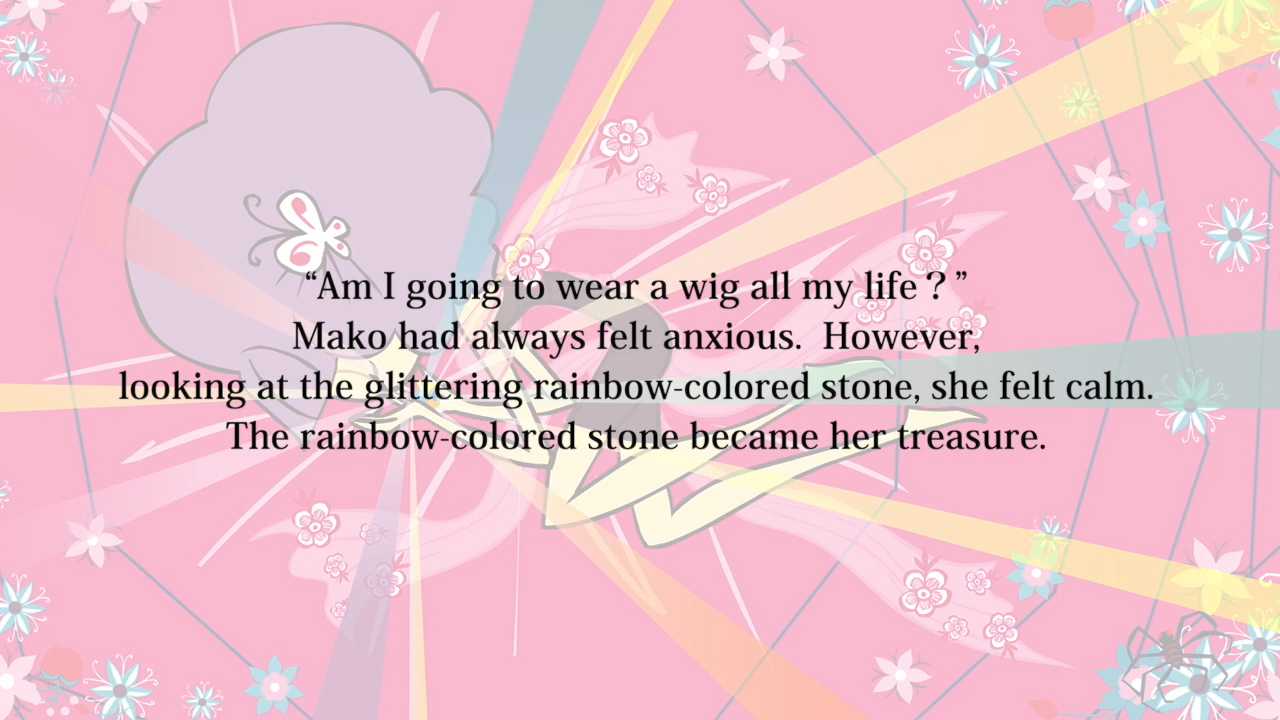 “Am I going to wear a wig all my life？”
Mako had always felt anxious.  However,
looking at the glittering rainbow-colored stone, she felt calm.
The rainbow-colored stone became her treasure.